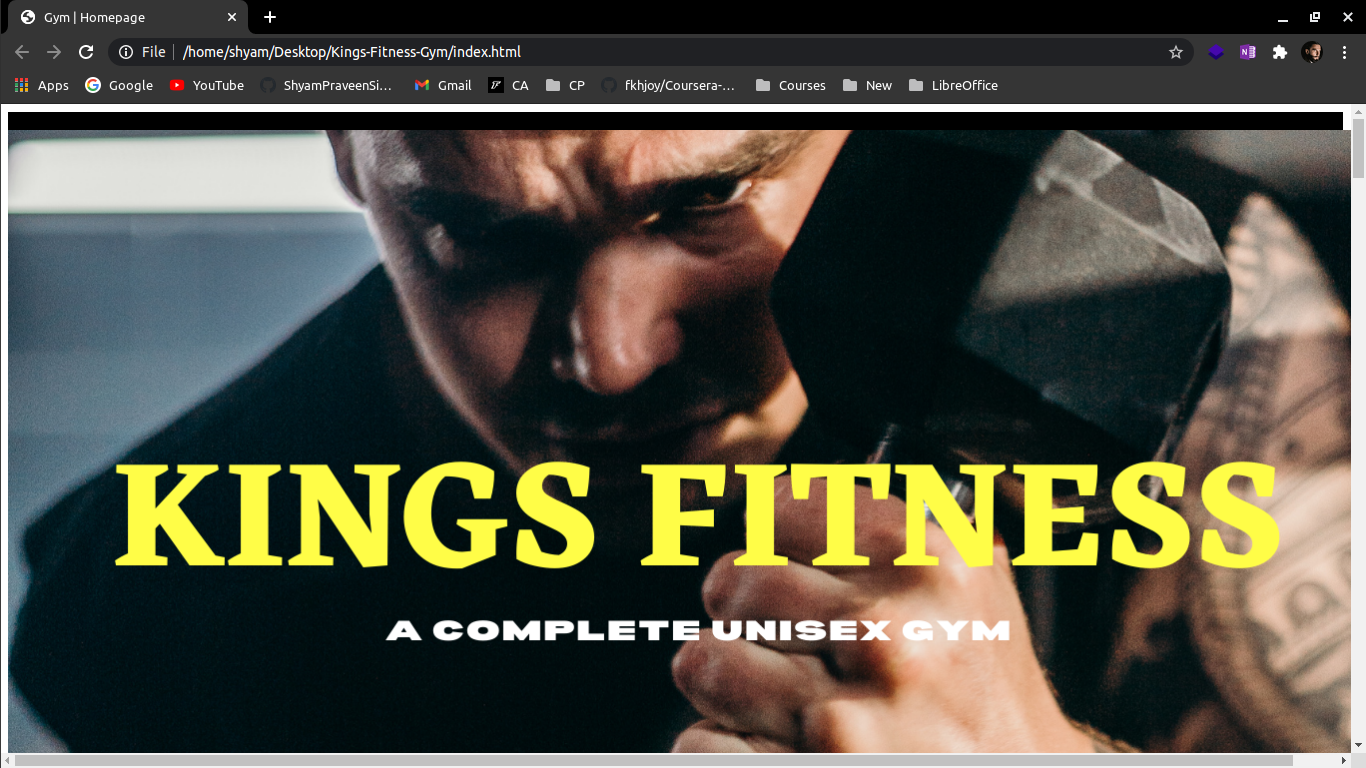 Gym | Homepage
File | /home/shyam/Desktop/Kings-Fitness-Gym/index.html
Apps Google YouTube ShyamPraveenSi... Gmail CA CP fkhjoy/Coursera-... Courses New LibreOffice
KINGS FITNESS
A COMPLETE UNISEX GYM